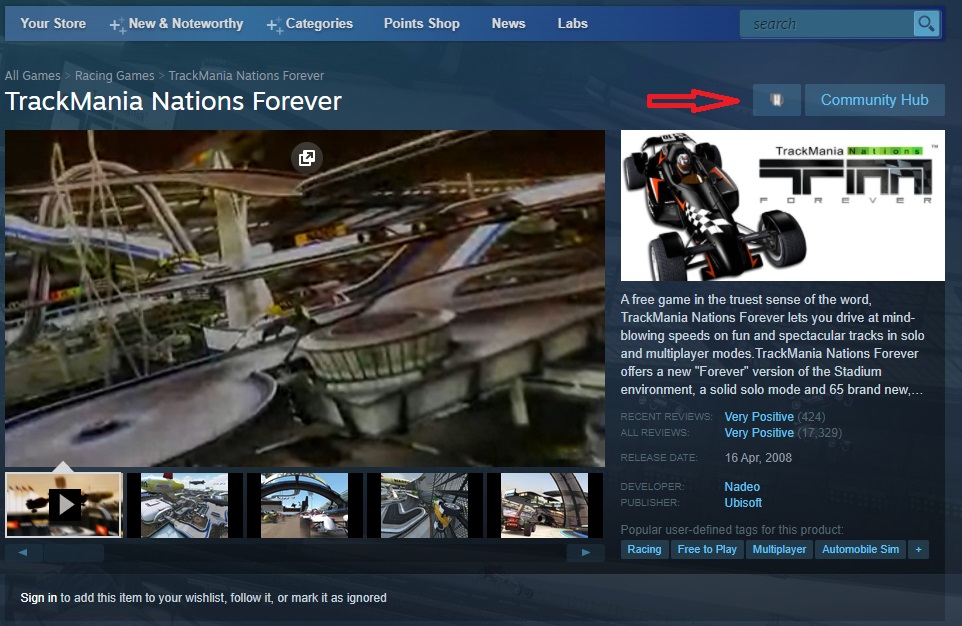 Your Store
New & Noteworthy
Categories
Points Shop
News
Labs
search
All Games > Racing Games > TrackMania Nations Forever
TrackMania Nations Forever
Community Hub
TrackMania Nations ™
TM
FOREVER
A free game in the truest sense of the word,
TrackMania Nations Forever lets you drive at mind-
blowing speeds on fun and spectacular tracks in solo
and multiplayer modes.TrackMania Nations Forever
offers a new "Forever" version of the Stadium
environment, a solid solo mode and 65 brand new,...
RECENT REVIEWS: Very Positive (424)
ALL REVIEWS: Very Positive (17,329)
RELEASE DATE: 16 Apr, 2008
DEVELOPER: Nadeo
PUBLISHER: Ubisoft
Popular user-defined tags for this product:
Racing Free to Play Multiplayer Automobile Sim +
Sign in to add this item to your wishlist, follow it, or mark it as ignored